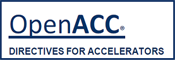 OpenACC®
DIRECTIVES FOR ACCELERATORS